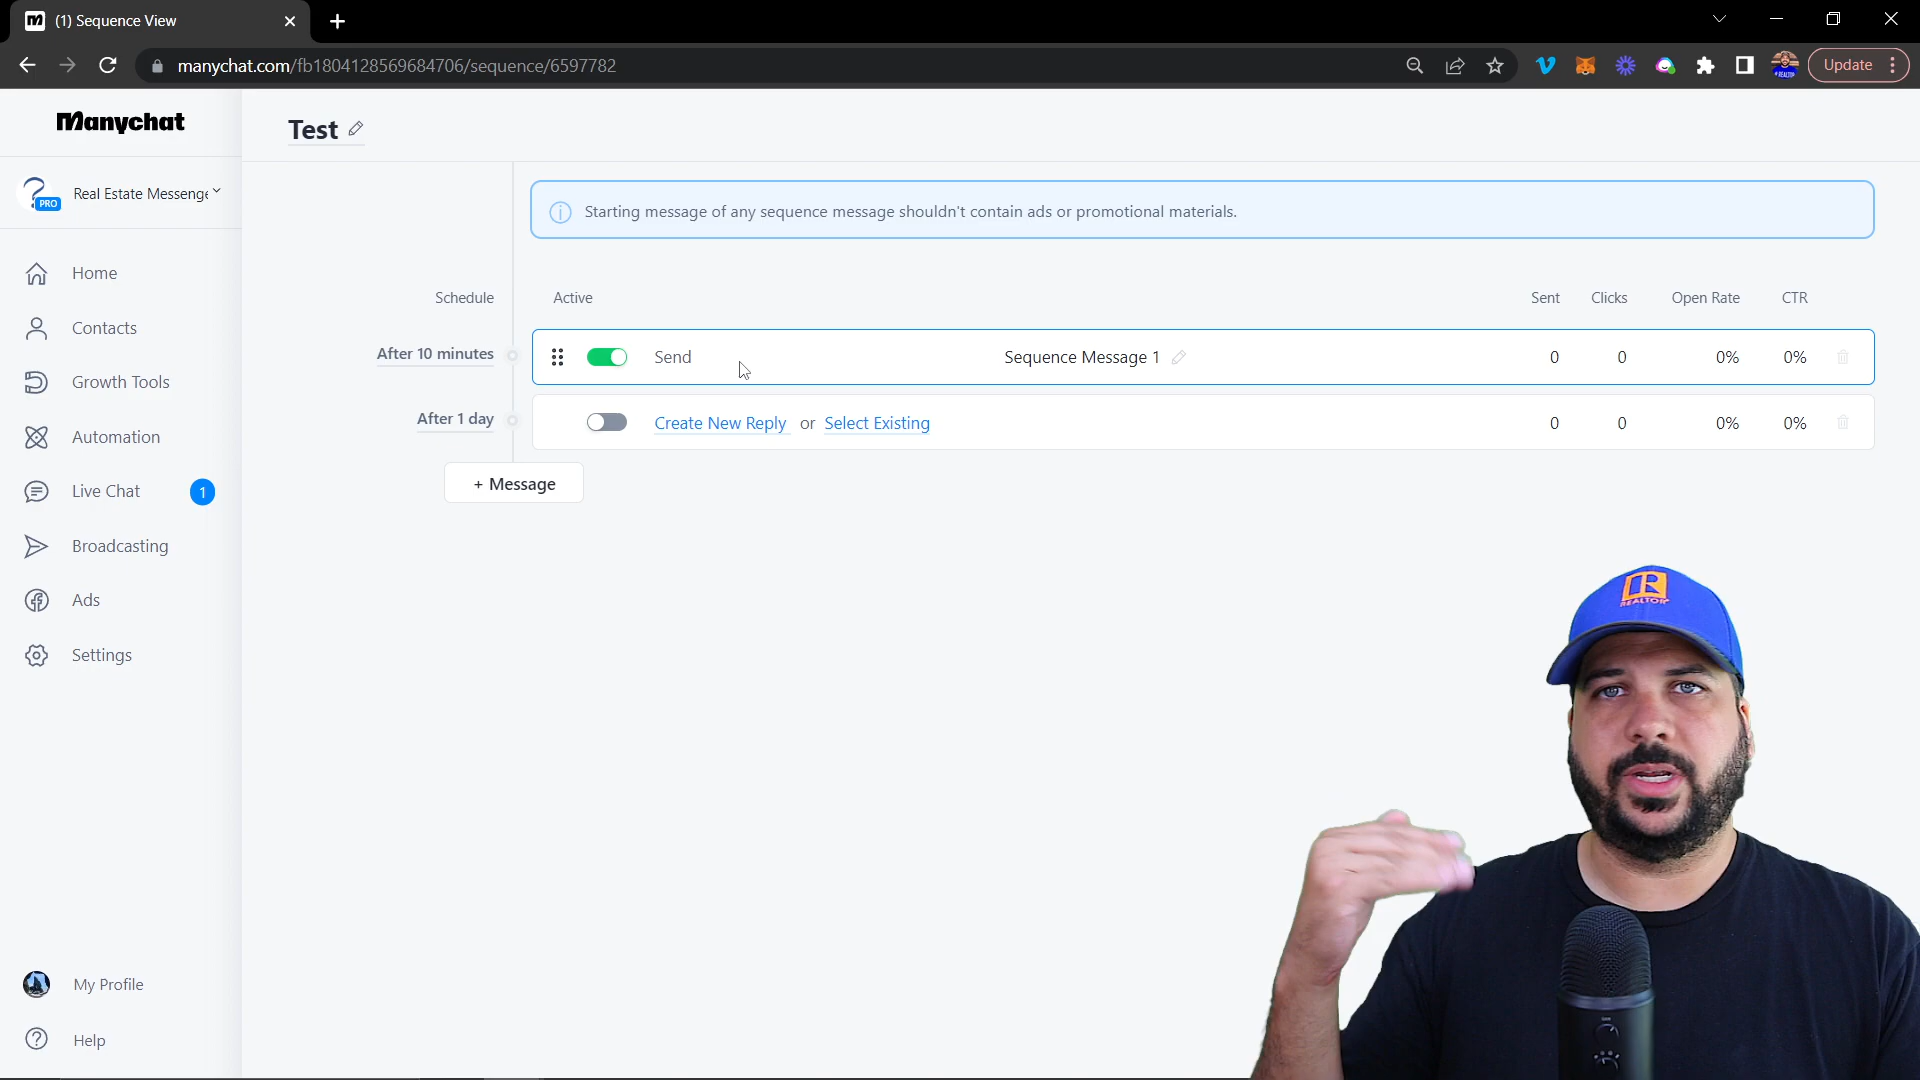 (1) Sequence View
manychat.com/fb1804128569684706/sequence/6597782
Update
Manychat
Test
PRO
Real Estate Messenge
Starting message of any sequence message shouldn't contain ads or promotional materials.
Home
Schedule
Active
Sent
Clicks
Open Rate
CTR
Contacts
After 10 minutes
Send
Sequence Message 1
0
0
0%
0%
Growth Tools
After 1 day
Create New Reply or Select Existing
0
0
0%
0%
Automation
+ Message
Live Chat
1
Broadcasting
Ads
Settings
My Profile
Help
R
REALTOR